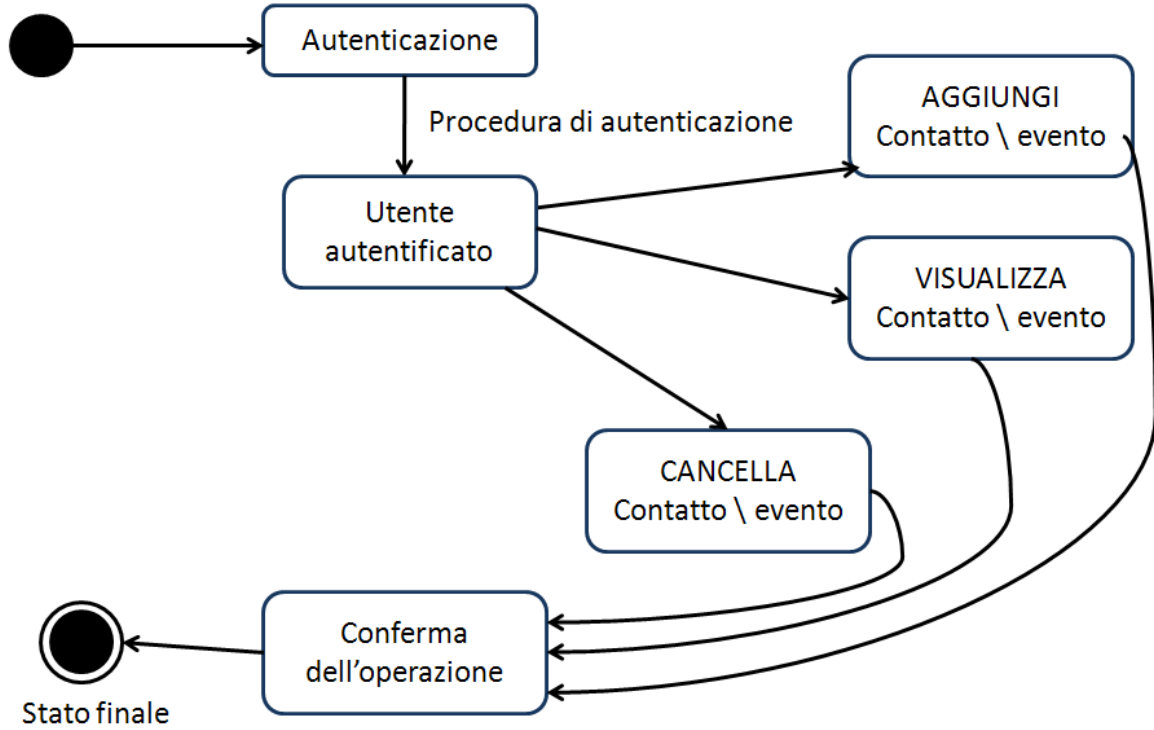 Autenticazione
Procedura di autenticazione
AGGIUNGI
Contatto \ evento
Utente
autentificato
VISUALIZZA
Contatto \ evento
CANCELLA
Contatto \ evento
Conferma
dell’operazione
Stato finale